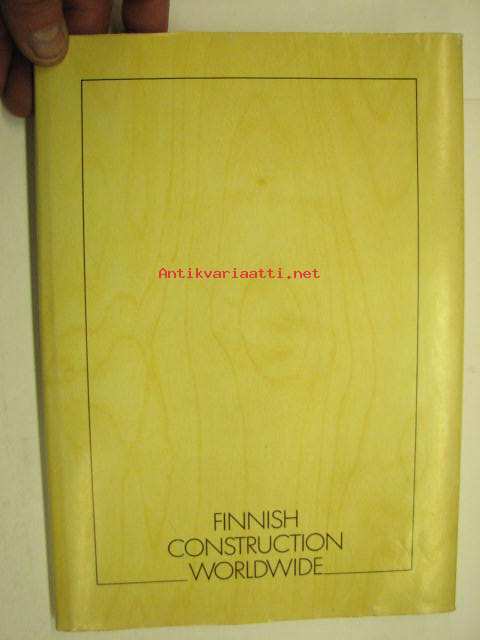 Antikvariaatti.net
FINNISH
CONSTRUCTION
WORLDWIDE